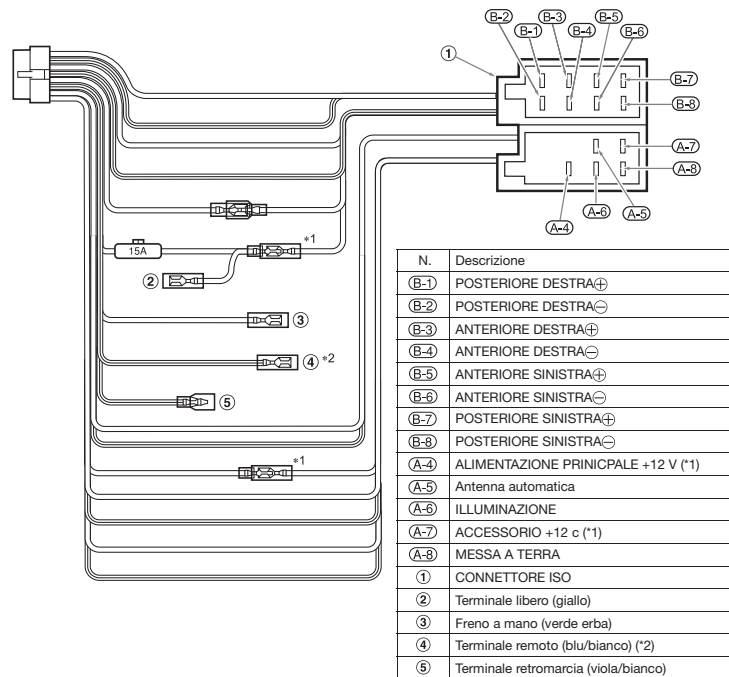 B-2
B-3
B-5
B-1
B-4
B-6
1
B-7
B-8
A-7
A-8
A-6
A-5
A-4
15A
*1
2
3
4 *2
5
*1
N. Descrizione
B-1 POSTERIORE DESTRA⊕
B-2 POSTERIORE DESTRA⊖
B-3 ANTERIORE DESTRA⊕
B-4 ANTERIORE DESTRA⊖
B-5 ANTERIORE SINISTRA⊕
B-6 ANTERIORE SINISTRA⊖
B-7 POSTERIORE SINISTRA⊕
B-8 POSTERIORE SINISTRA⊖
A-4 ALIMENTAZIONE PRINICPALE +12 V (*1)
A-5 Antenna automatica
A-6 ILLUMINAZIONE
A-7 ACCESSORIO +12 c (*1)
A-8 MESSA A TERRA
① CONNETTORE ISO
② Terminale libero (giallo)
③ Freno a mano (verde erba)
④ Terminale remoto (blu/bianco) (*2)
⑤ Terminale retromarcia (viola/bianco)